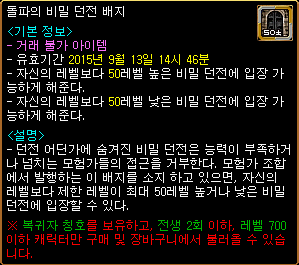 돌파의 비밀 던전 배지
50±
<기본 정보>
- 거래 불가 아이템
- 유효기간 2015년 9월 13일 14시 46분
- 자신의 레벨보다 50레벨 높은 비밀 던전에 입장 가
능하게 해준다.
- 자신의 레벨보다 50레벨 낮은 비밀 던전에 입장 가
능하게 해준다.
<설명>
- 던전 어딘가에 숨겨진 비밀 던전은 능력이 부족하거
나 넘치는 모험가들의 접근을 거부한다. 모험가 조합
에서 발행하는 이 배지를 소지 하고 있으면, 자신의
레벨보다 제한 레벨이 최대 50레벨 높거나 낮은 비밀
던전에 입장할 수 있다.
※ 복귀자 칭호를 보유하고, 전생 2회 이하, 레벨 700
이하 캐릭터만 구매 및 장바구니에서 불러올 수 있습
니다.